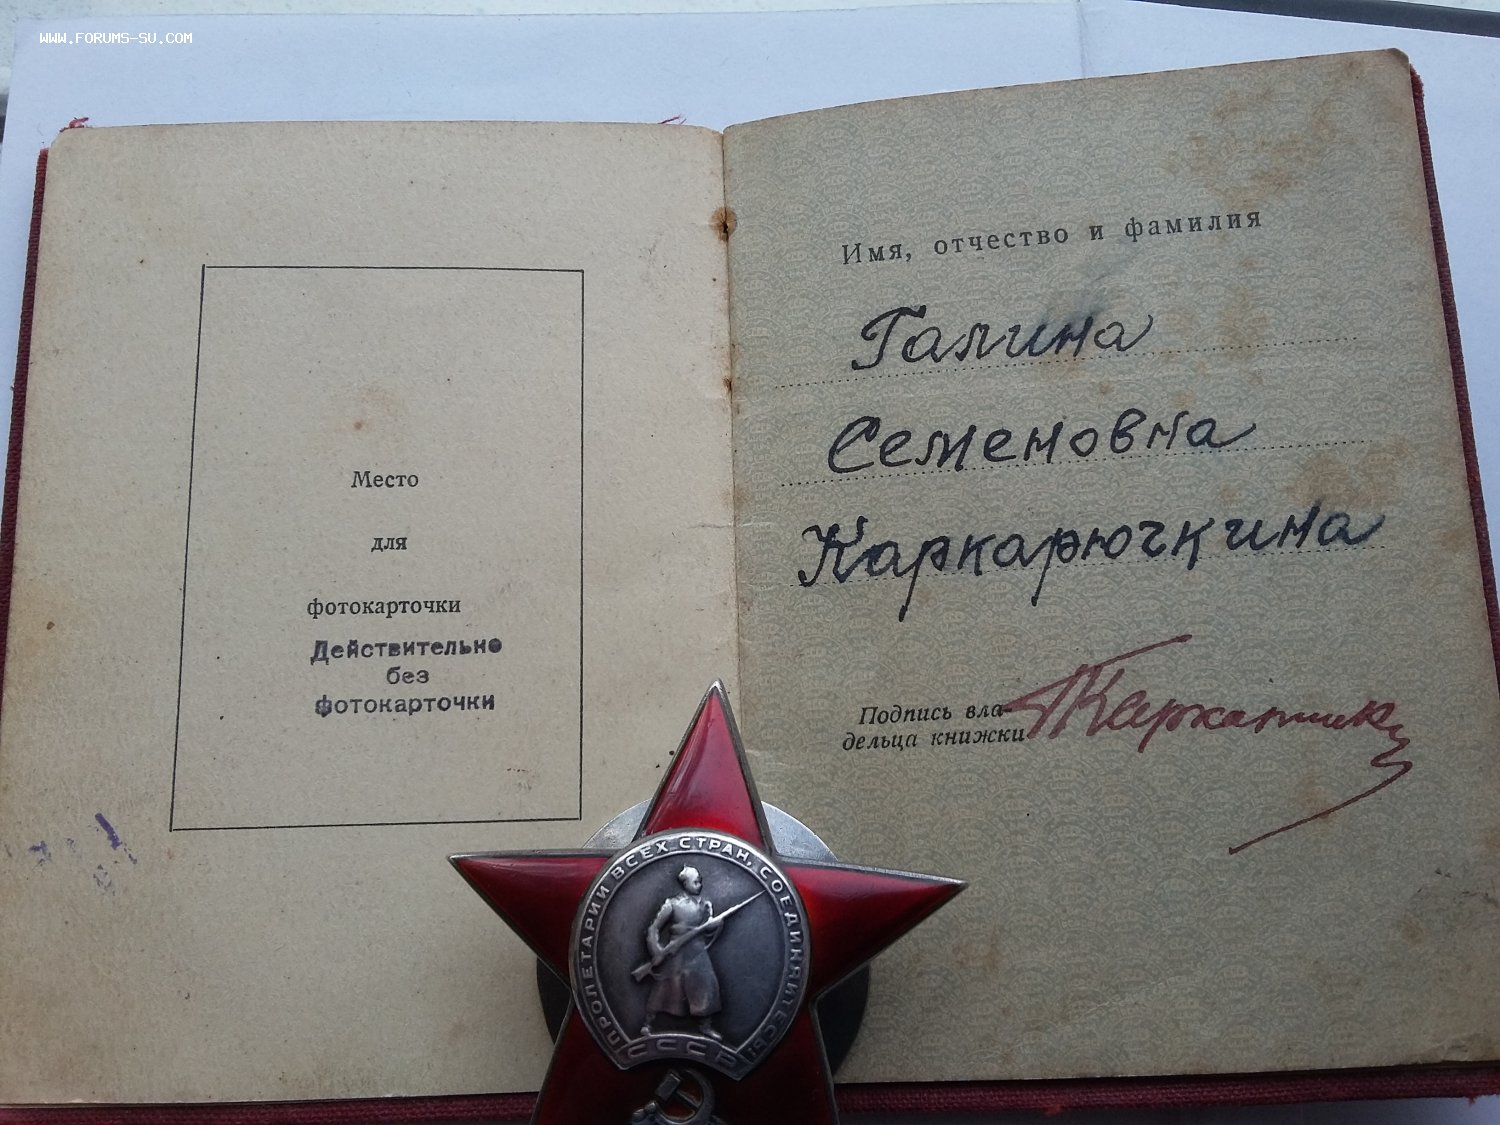 WWW.FORUMS-SU.COM
Место
для
фотокарточки
Действительно
без
фотокарточки
Имя, отчество и фамилия
Галина
Семеновна
Каркарючкина
Подпись вла-
дельца книжки
ПРОЛЕТАРИИ ВСЕХ СТРАН, СОЕДИНЯЙТЕСЬ!
СССР